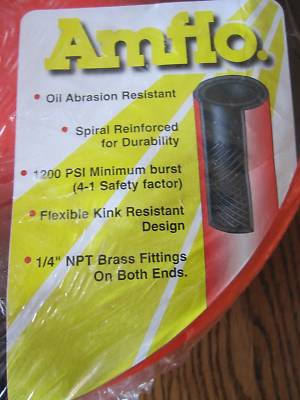 Amflo.
• Oil Abrasion Resistant
• Spiral Reinforced
for Durability
• 1200 PSI Minimum burst
(4-1 Safety factor)
• Flexible Kink Resistant
Design
• 1/4" NPT Brass Fittings
On Both Ends.